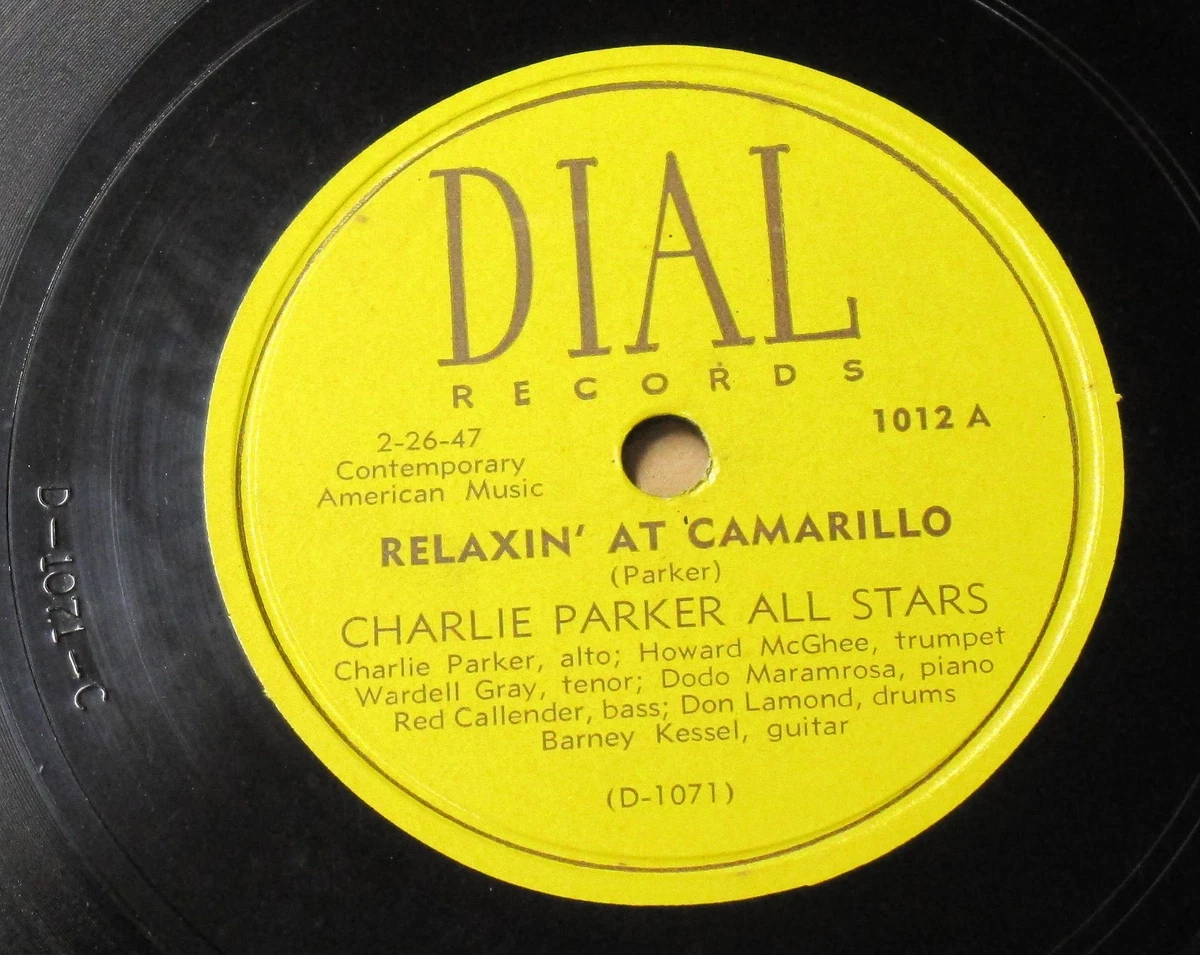 DIAL
RECORDS
1012 A
2-26-47
Contemporary
American Music
RELAXIN' AT 'CAMARILLO
(Parker)
CHARLIE PARKER ALL STARS
Charlie Parker, alto; Howard McGhee, trumpet
Wardell Gray, tenor; Dodo Maramrosa, piano
Red Callender, bass; Don Lamond, drums
Barney Kessel, guitar
(D-1071)
D-1071-C